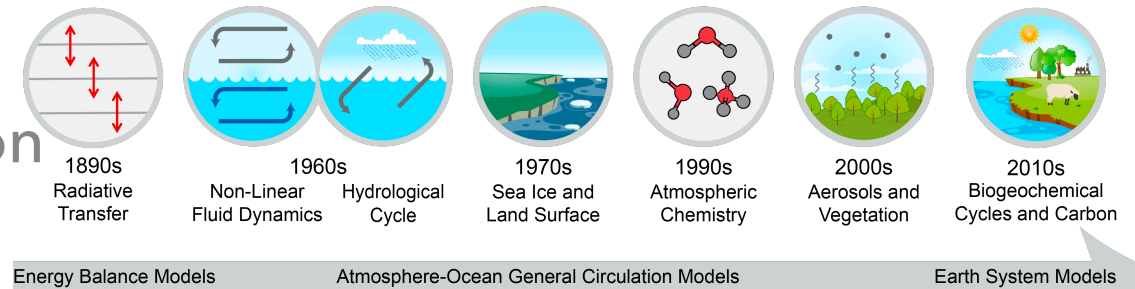 on
1890s
Radiative
Transfer
1960s
Non-Linear
Fluid Dynamics
Hydrological
Cycle
1970s
Sea Ice and
Land Surface
1990s
Atmospheric
Chemistry
2000s
Aerosols and
Vegetation
2010s
Biogeochemical
Cycles and Carbon
Energy Balance Models
Atmosphere-Ocean General Circulation Models
Earth System Models